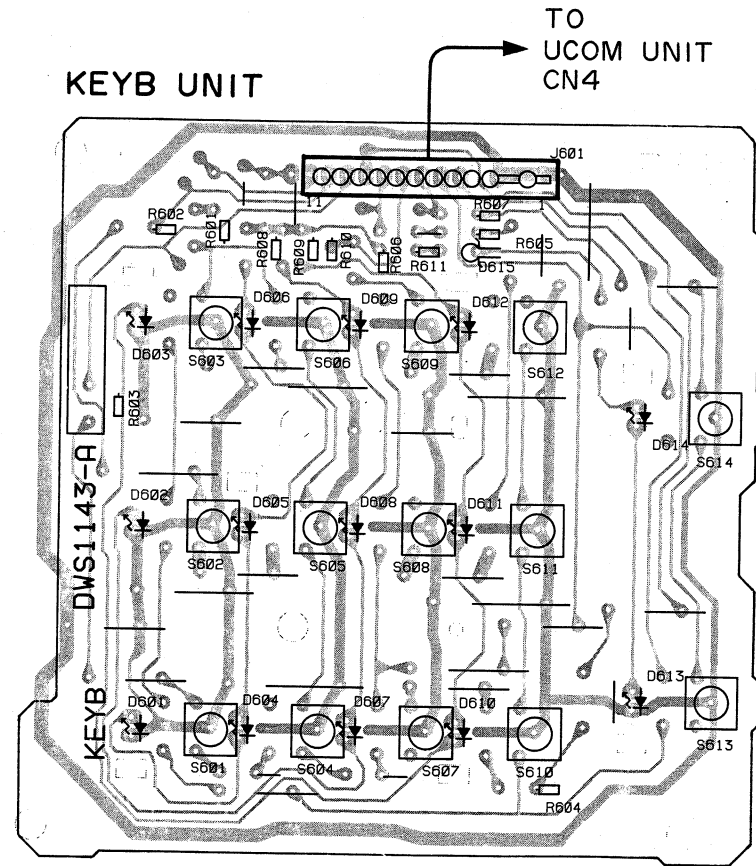 TO
UCOM UNIT
CN4
KEYB UNIT
J601
11
1
R602
R601
R608
R609
R610
R606
R611
R607
R605
D615
D606
D609
D612
D603
S603
S606
S609
S612
R603
D614
S614
DWS1143-A
D602
D605
D608
D611
S602
S605
S608
S611
KEYB
D601
D604
D607
D610
D613
S601
S604
S607
S610
S613
R604